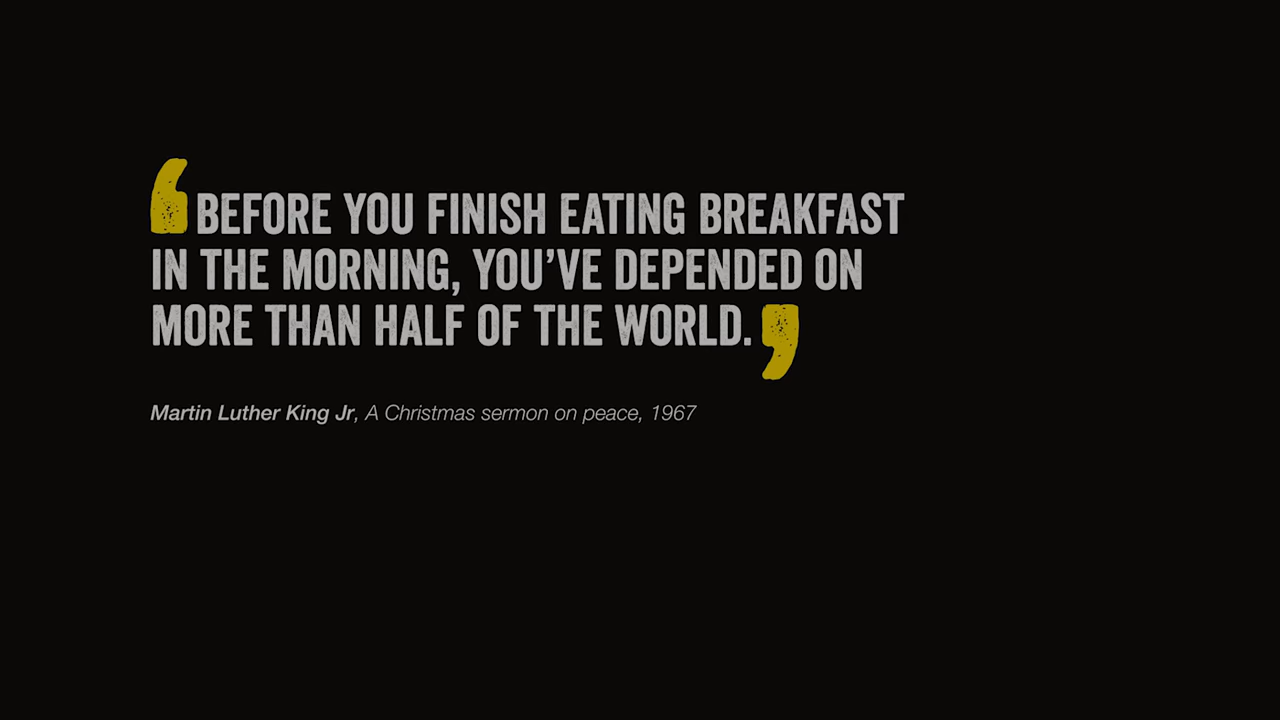 ‘BEFORE YOU FINISH EATING BREAKFAST
IN THE MORNING, YOU’VE DEPENDED ON
MORE THAN HALF OF THE WORLD.’
Martin Luther King Jr, A Christmas sermon on peace, 1967